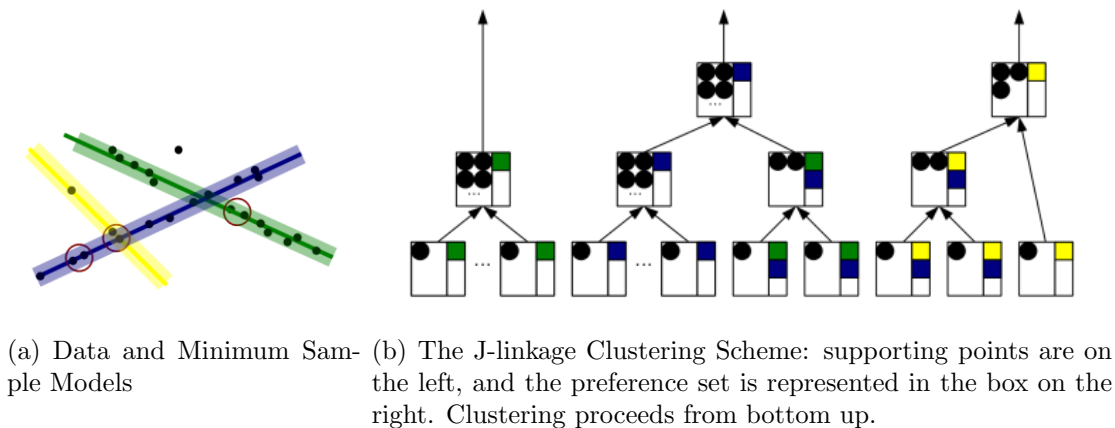 ...
...
...
...
...
(a) Data and Minimum Sam-
ple Models
(b) The J-linkage Clustering Scheme: supporting points are on
the left, and the preference set is represented in the box on the
right. Clustering proceeds from bottom up.